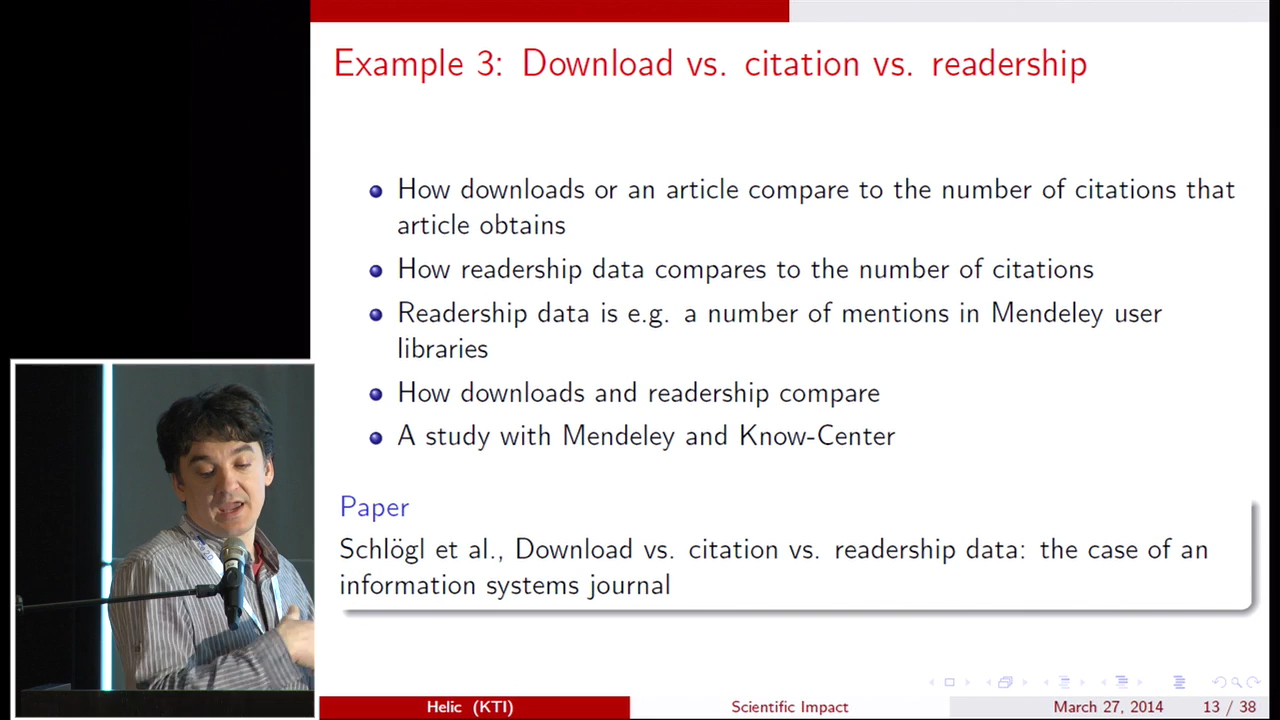 Example 3: Download vs. citation vs. readership
How downloads or an article compare to the number of citations that
article obtains
How readership data compares to the number of citations
Readership data is e.g. a number of mentions in Mendeley user
libraries
How downloads and readership compare
A study with Mendeley and Know-Center
Paper
Schlögl et al., Download vs. citation vs. readership data: the case of an
information systems journal
Helic (KTI)
Scientific Impact
March 27, 2014
13 / 38